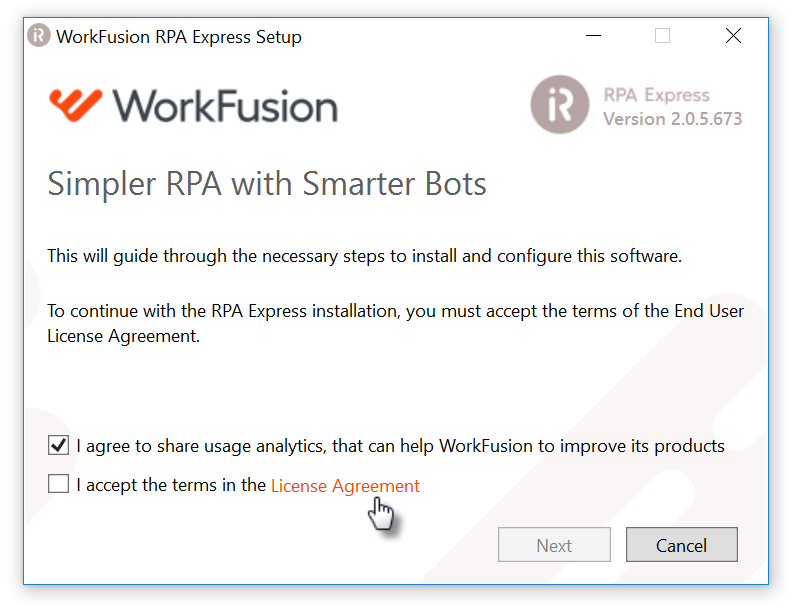 WorkFusion RPA Express Setup
WorkFusion
RPA Express
Version 2.0.5.673
Simpler RPA with Smarter Bots
This will guide through the necessary steps to install and configure this software.
To continue with the RPA Express installation, you must accept the terms of the End User
License Agreement.
I agree to share usage analytics, that can help WorkFusion to improve its products
I accept the terms in the License Agreement
Next
Cancel